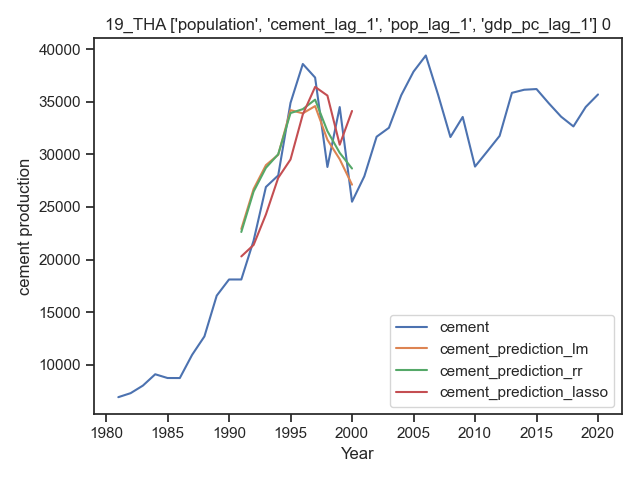 19_THA ['population', 'cement_lag_1', 'pop_lag_1', 'gdp_pc_lag_1'] 0
40000
35000
30000
25000
20000
15000
10000
cement production
cement
cement_prediction_lm
cement_prediction_rr
cement_prediction_lasso
1980 1985 1990 1995 2000 2005 2010 2015 2020
Year